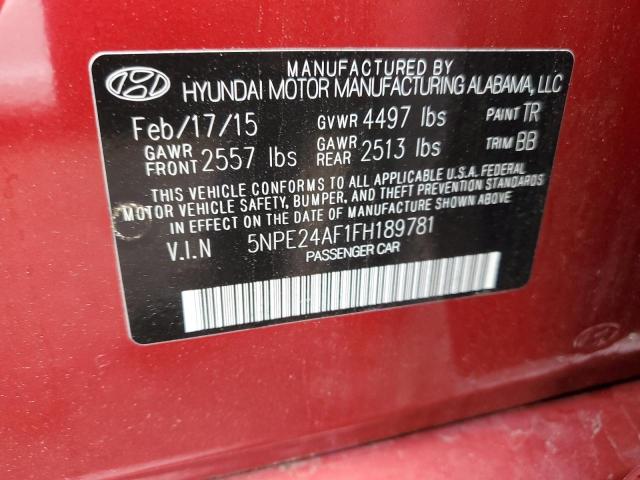 MANUFACTURED BY
HYUNDAI MOTOR MANUFACTURING ALABAMA, LLC
Feb/17/15 GVWR 4497 lbs PAINT TR
GAWR FRONT 2557 lbs GAWR REAR 2513 lbs TRIM BB
THIS VEHICLE CONFORMS TO ALL APPLICABLE U.S.A. FEDERAL
MOTOR VEHICLE SAFETY, BUMPER, AND THEFT PREVENTION STANDARDS
IN EFFECT ON THE DATE OF MANUFACTURE SHOWN ABOVE.
V.I.N 5NPE24AF1FH189781
PASSENGER CAR